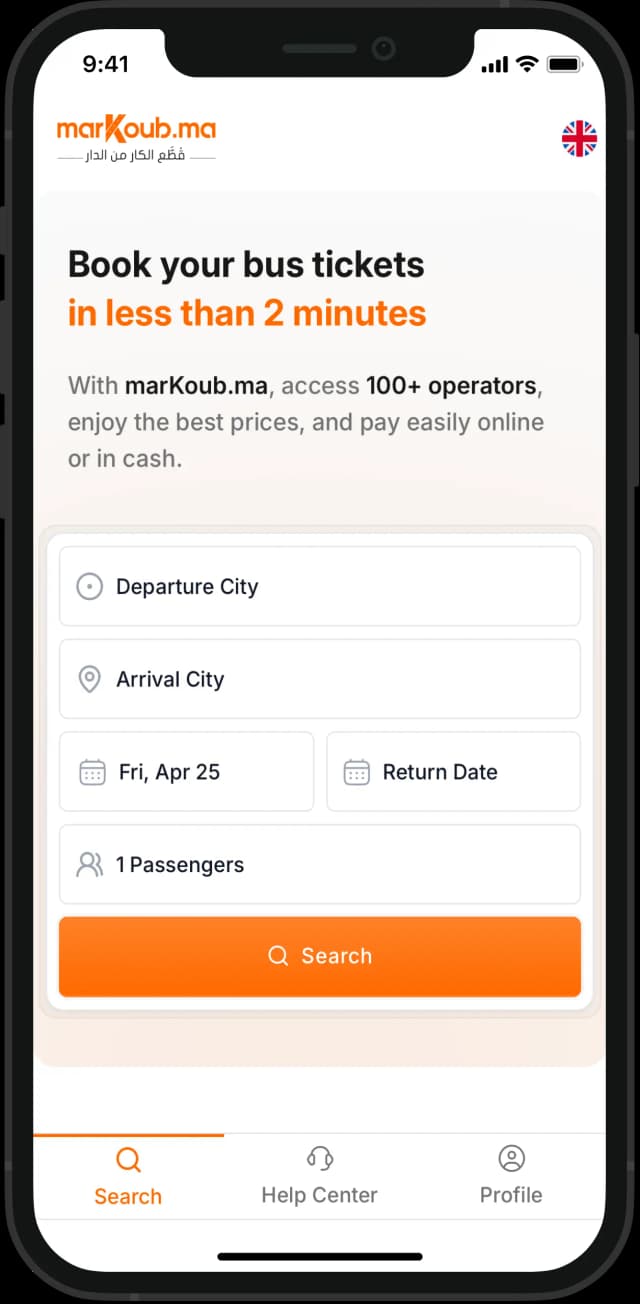 9:41
marKoub.ma
قَطَّع الكار من الدار
Book your bus tickets
in less than 2 minutes
With marKoub.ma, access 100+ operators,
enjoy the best prices, and pay easily online
or in cash.
Departure City
Arrival City
Fri, Apr 25
Return Date
1 Passengers
Search
Search
Help Center
Profile